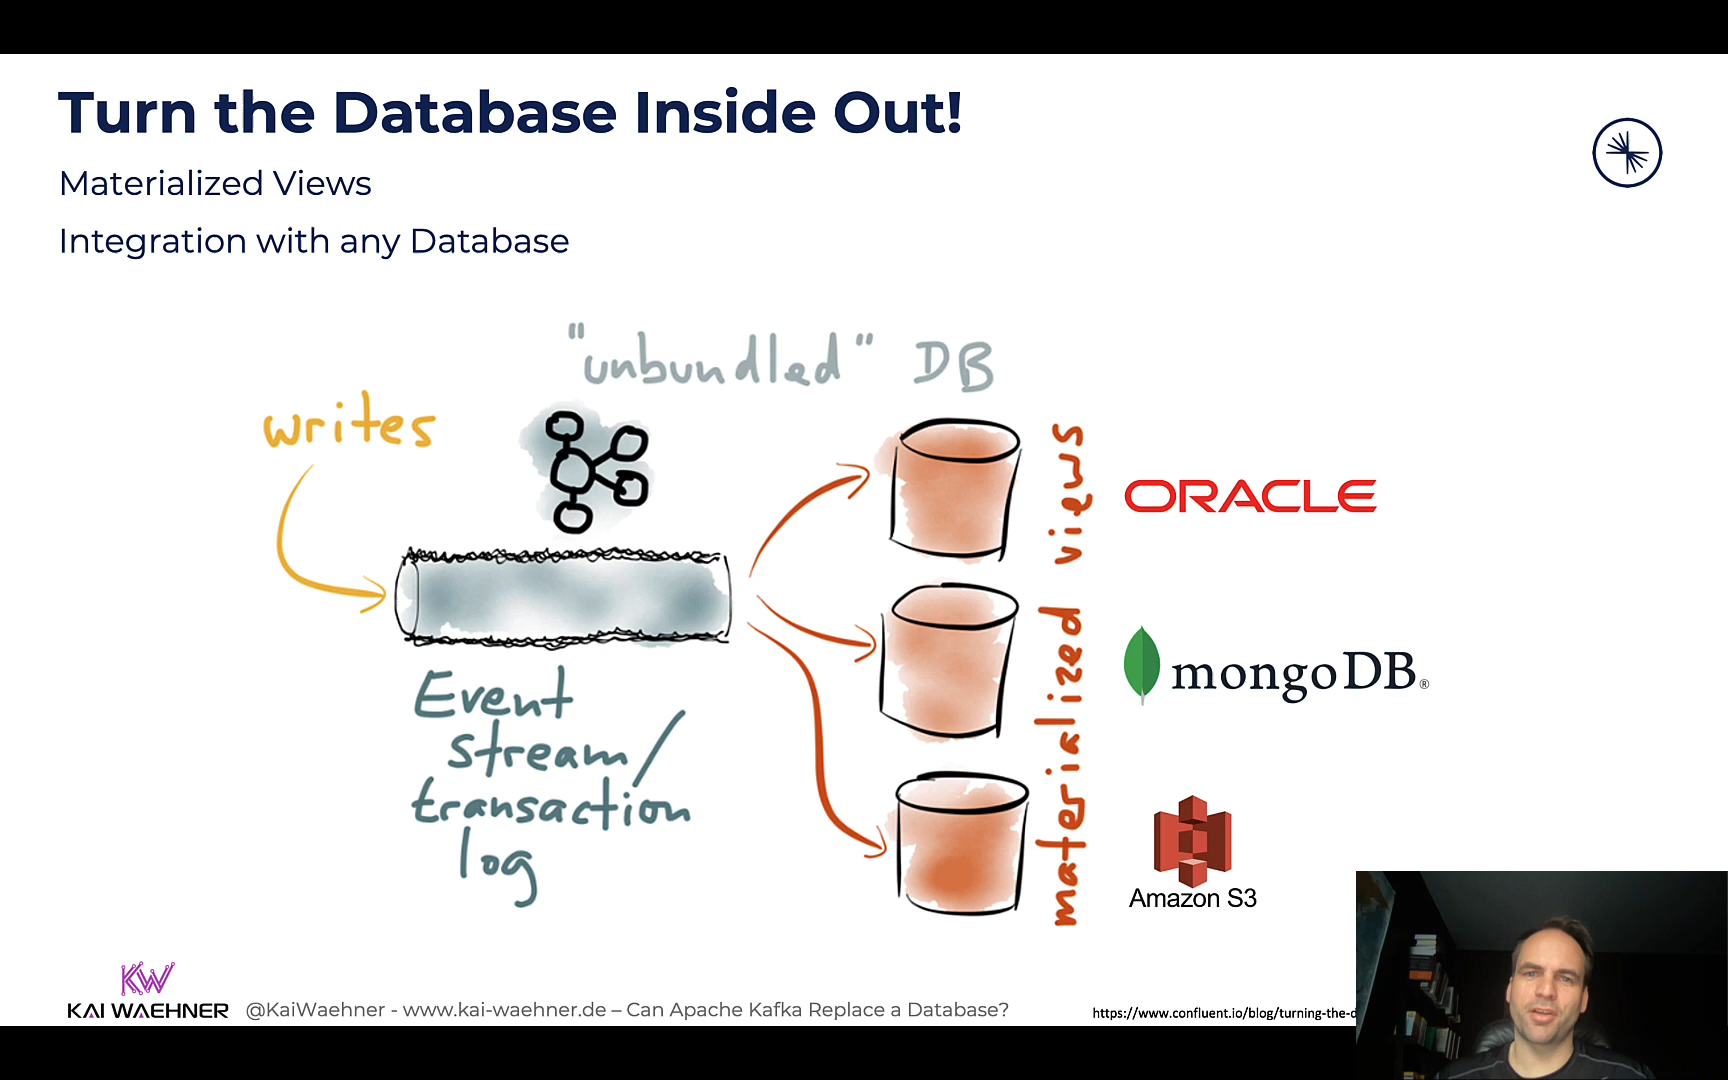 Turn the Database Inside Out!
Materialized Views
Integration with any Database
"unbundled" DB
writes
Event
stream/
transaction
log
materialized views
ORACLE
mongoDB®
Amazon S3
KW
KAI WAEHNER
@KaiWaehner - www.kai-waehner.de – Can Apache Kafka Replace a Database?
https://www.confluent.io/blog/turning-the-d